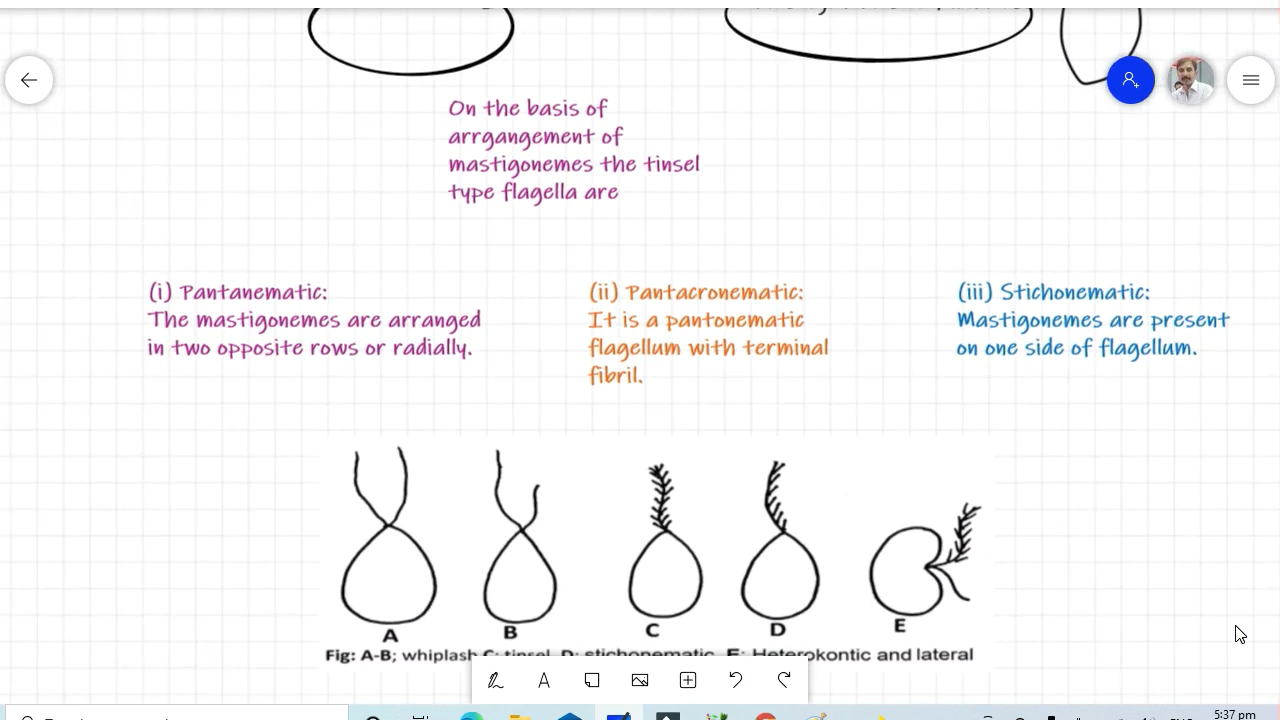 On the basis of
arrgangement of
mastigonemes the tinsel
type flagella are
(i) Pantanematic:
The mastigonemes are arranged
in two opposite rows or radially.
(ii) Pantacronematic:
It is a pantonematic
flagellum with terminal
fibril.
(iii) Stichonematic:
Mastigonemes are present
on one side of flagellum.
A
B
C
D
E
Fig: A-B; whiplash C: tinsel D: stichonematic E: Heterokontic and lateral
A
5:37 pm